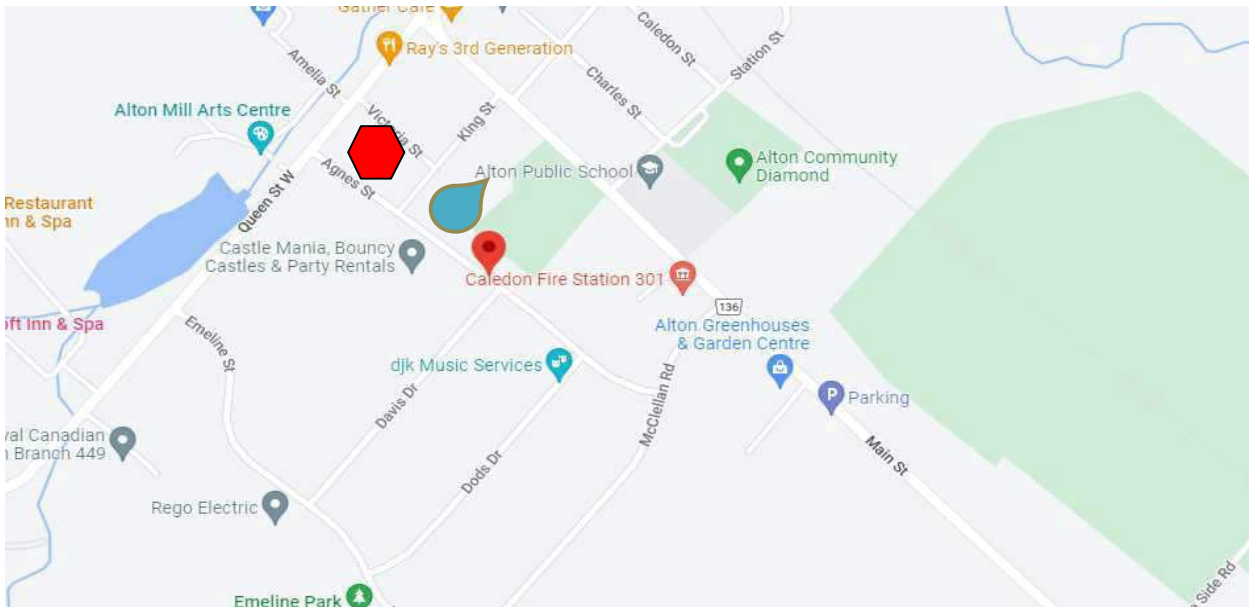 Gather Cafe
Ray's 3rd Generation
Caledon St
Station St
Amelia St
Charles St
Alton Mill Arts Centre
Victoria St
King St
Alton Public School
Alton Community
Diamond
Agnes St
Queen St W
Restaurant
nn & Spa
Castle Mania, Bouncy
Castles & Party Rentals
Caledon Fire Station 301
136
oft Inn & Spa
Emeline St
Alton Greenhouses
& Garden Centre
djk Music Services
Davis Dr
McClellan Rd
P
Parking
val Canadian
n Branch 449
Main St
Dods Dr
Rego Electric
Side Rd
Emeline Park